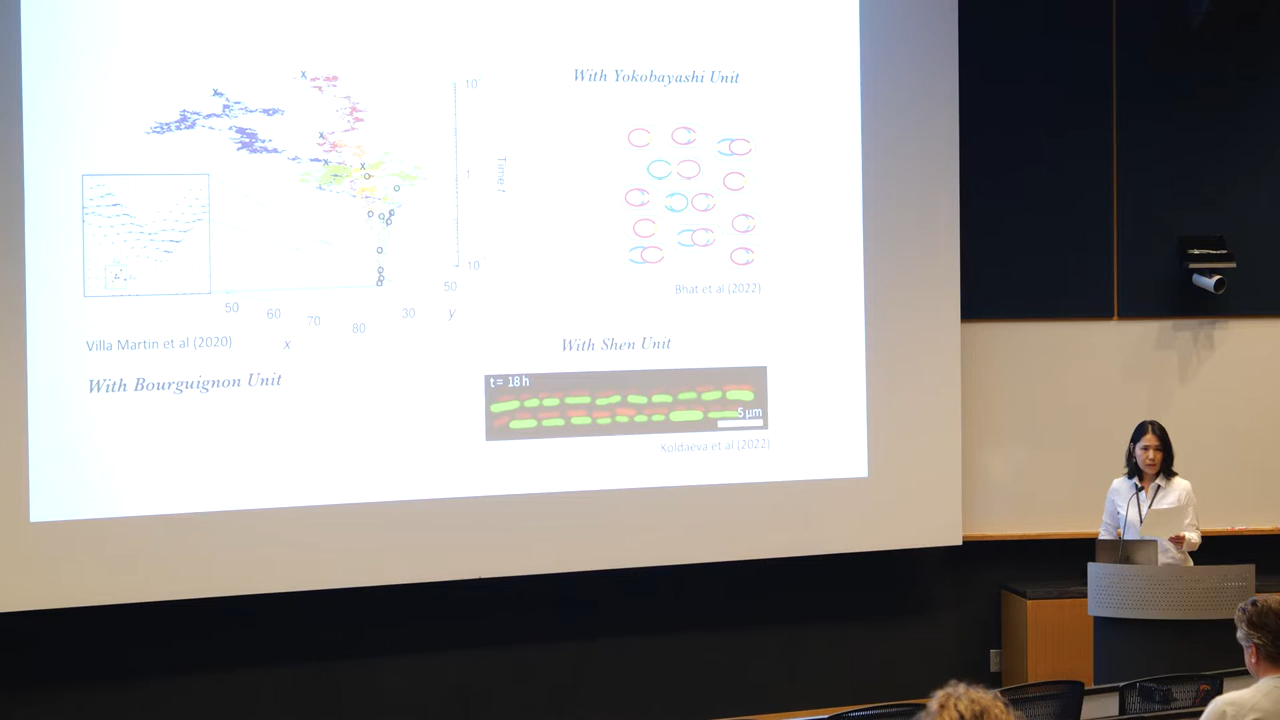 10
1
10
Time t
50
50
60
70
80
30
y
x
Villa Martin et al (2020)
With Bourguignon Unit
With Yokobayashi Unit
Bhat et al (2022)
With Shen Unit
t = 18 h
5 µm
Koldaeva et al (2022)